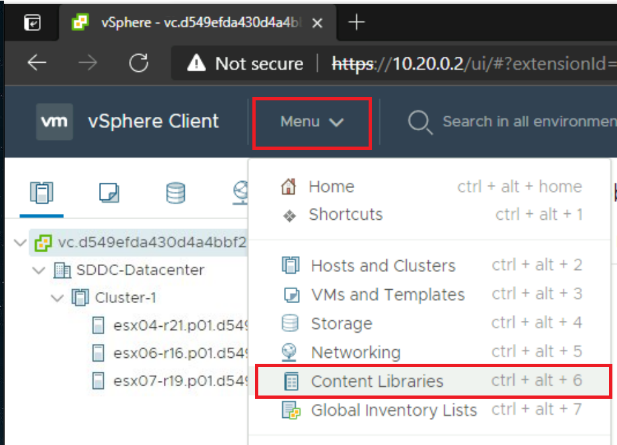 vSphere - vc.d549efda430d4a4b
Not secure | https://10.20.0.2/ui/#?extensionId=
vm vSphere Client Menu Search in all environmen
Home ctrl + alt + home
Shortcuts ctrl + alt + 1
vc.d549efda430d4a4bbf2
SDDC-Datacenter
Cluster-1
esx04-r21.p01.d549
esx06-r16.p01.d549
esx07-r19.p01.d549
Hosts and Clusters ctrl + alt + 2
VMs and Templates ctrl + alt + 3
Storage ctrl + alt + 4
Networking ctrl + alt + 5
Content Libraries ctrl + alt + 6
Global Inventory Lists ctrl + alt + 7